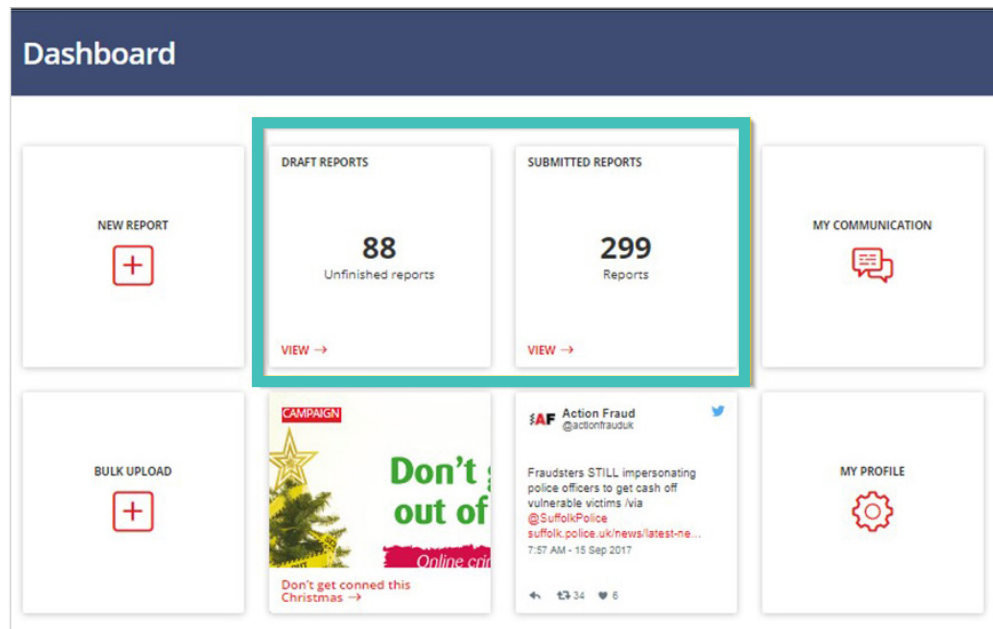 Dashboard
NEW REPORT
DRAFT REPORTS
88
Unfinished reports
VIEW →
SUBMITTED REPORTS
299
Reports
VIEW →
MY COMMUNICATION
BULK UPLOAD
CAMPAIGN
Don't
out of
Online crim
Don't get conned this
Christmas →
AF Action Fraud
@actionfrauduk
Fraudsters STILL impersonating
police officers to get cash off
vulnerable victims /via
@SuffolkPolice
suffolk.police.uk/news/latest-ne...
7:57 AM - 15 Sep 2017
34 6
MY PROFILE